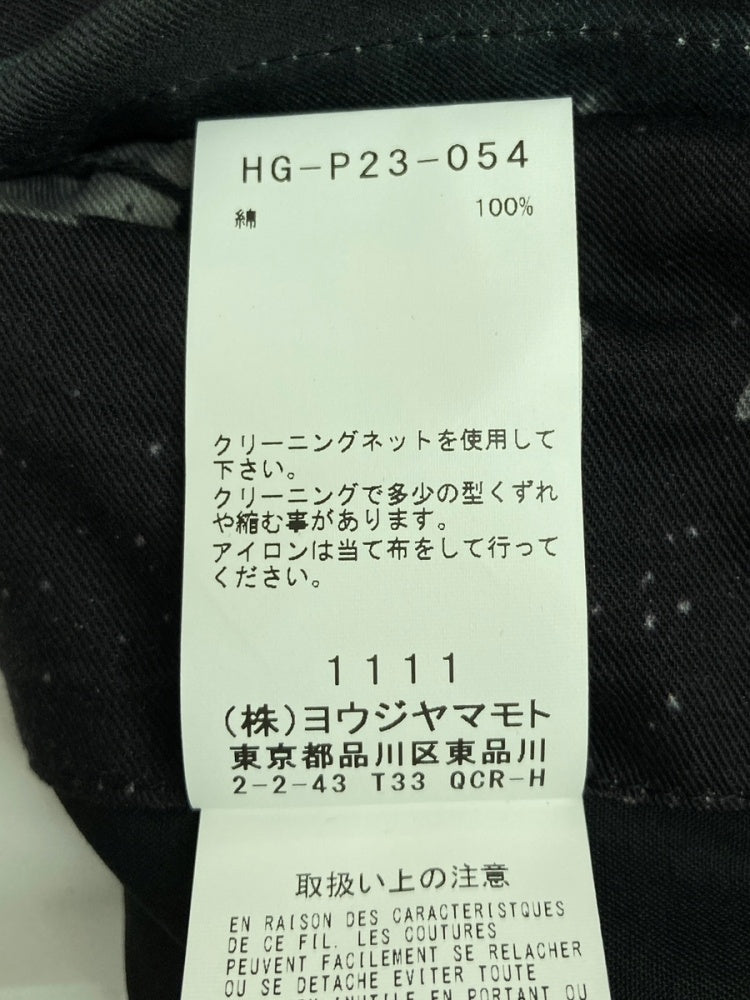 HG-P23-054
綿 100%
クリーニングネットを使用して
下さい。
クリーニングで多少の型くずれ
や縮む事があります。
アイロンは当て布をして行って
ください。
1111
(株)ヨウジヤマモト
東京都品川区東品川
2-2-43 T33 QCR-H
取扱い上の注意
EN RAISON DES CARACTERISTQUES
DE CE FIL. LES COUTURES
PEUVENT FACILEMENT SE RELACHER
OU SE DETACHE EVITER TOUTE
INUTILE EN PORTANT OU